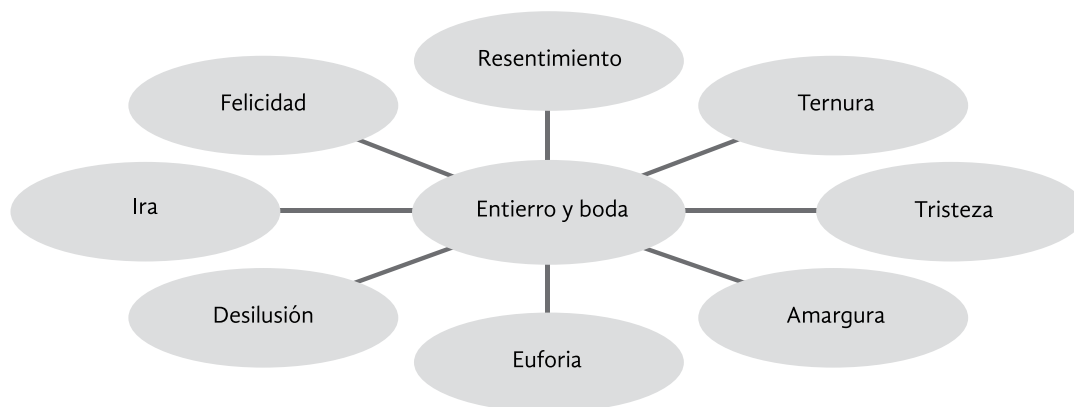 Resentimiento
Felicidad
Ternura
Ira
Entierro y boda
Tristeza
Desilusión
Amargura
Euforia